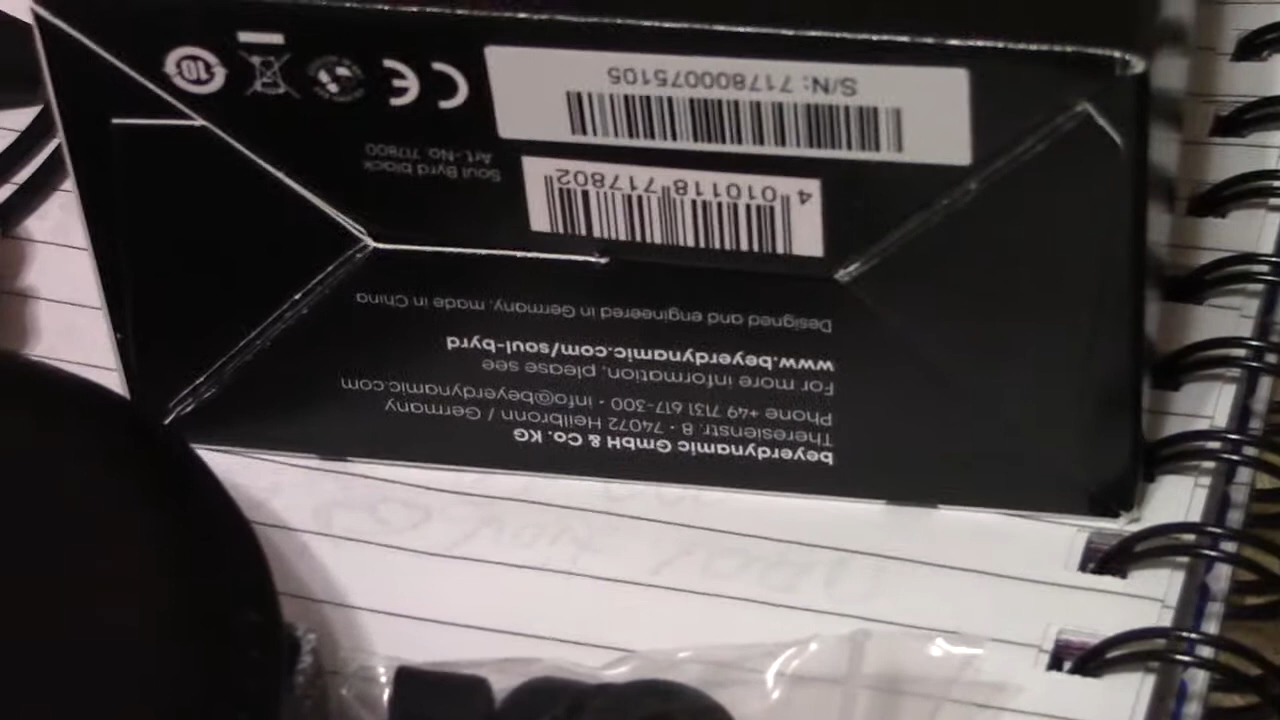 beyerdynamic GmbH & Co. KG
Theresienstr. 8 · 74072 Heilbronn / Germany
Phone +49 7131 617-300 · info@beyerdynamic.com
For more information, please see
www.beyerdynamic.com/soul-byrd
Designed and engineered in Germany, made in China
4 010118 717802
Soul Byrd black
Art.-No. 717800
S/N: 717800075105
CE
10